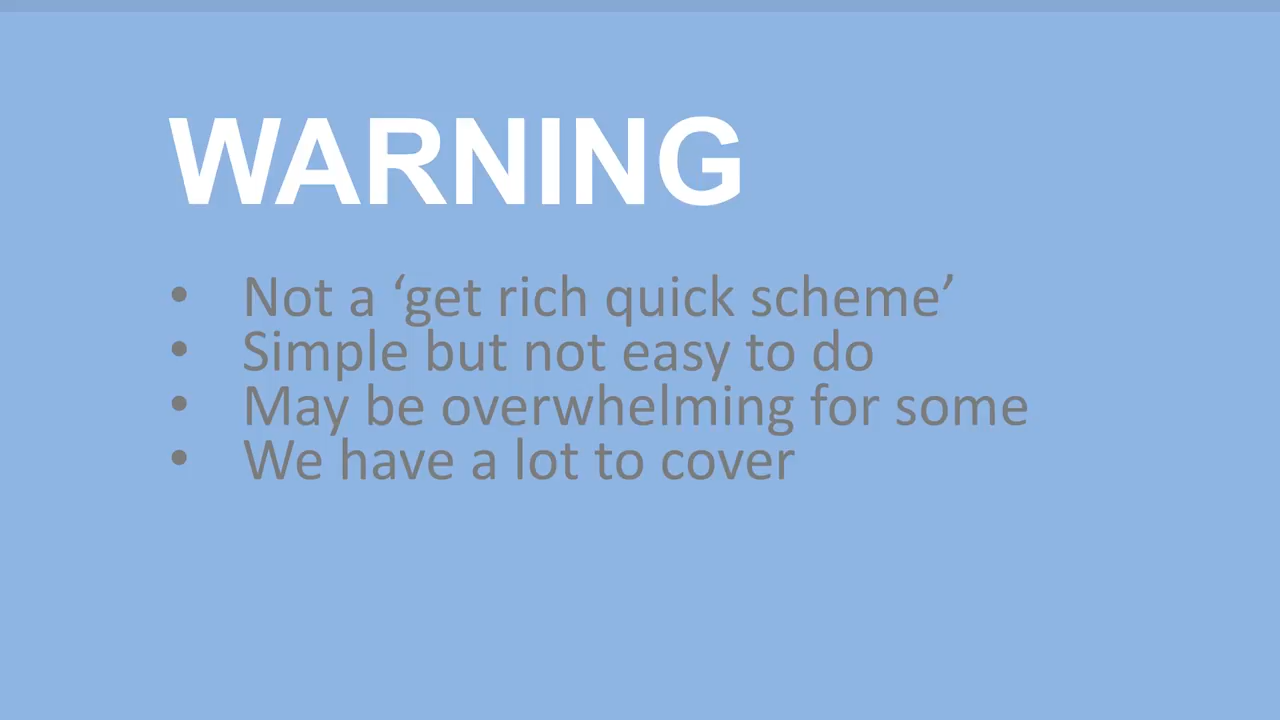 WARNING
• Not a ‘get rich quick scheme’
• Simple but not easy to do
• May be overwhelming for some
• We have a lot to cover